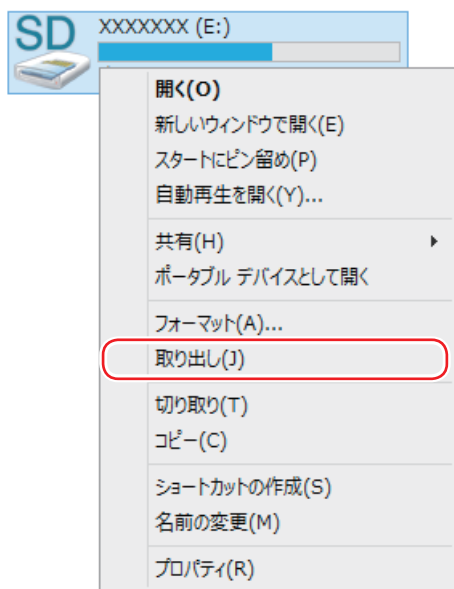 SD
XXXXXXX (E:)
開く(O)
新しいウィンドウで開く(E)
スタートにピン留め(P)
自動再生を開く(Y)...
共有(H)
ポータブル デバイスとして開く
フォーマット(A)...
取り出し(J)
切り取り(T)
コピー(C)
ショートカットの作成(S)
名前の変更(M)
プロパティ(R)